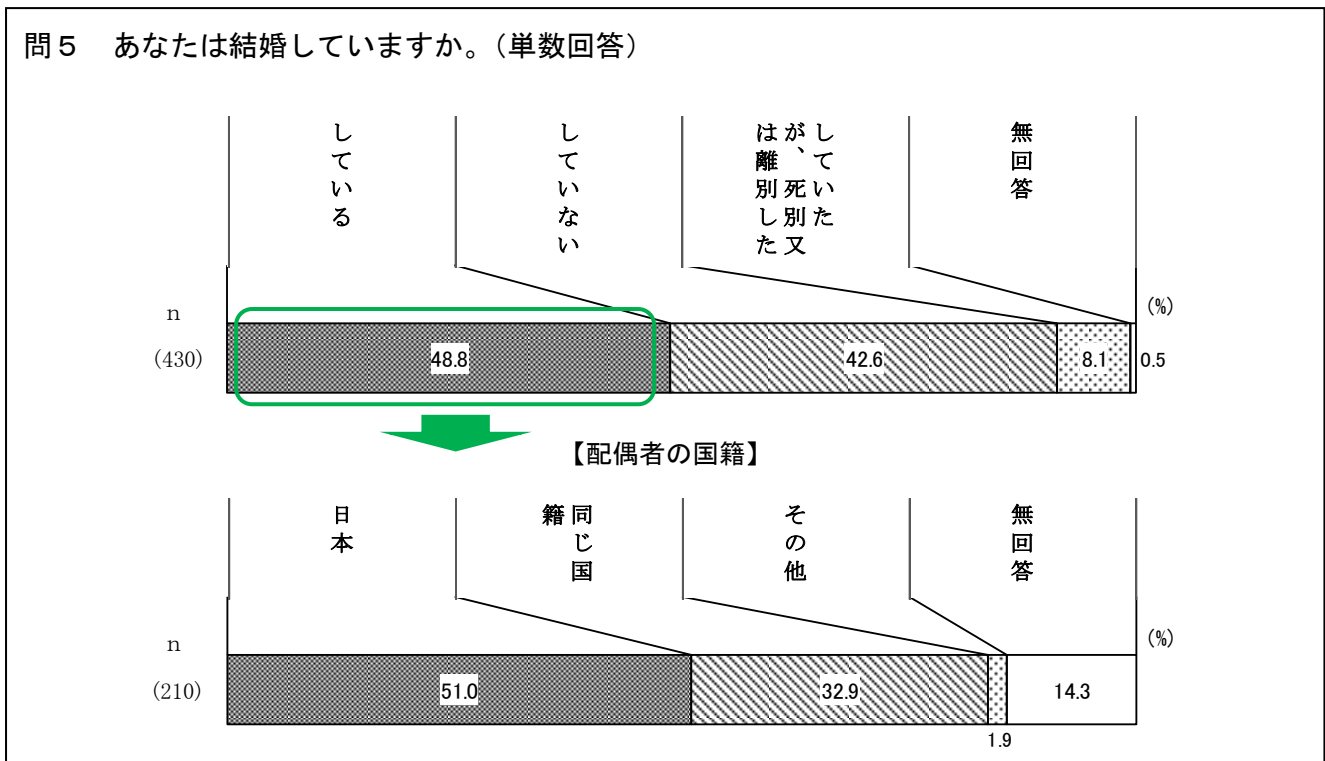 問５　あなたは結婚していますか。（単数回答）
している
していない
していた
が、死別又
は離別した
無回答
(%)
n
(430)
48.8
42.6
8.1
0.5
【配偶者の国籍】
日本
同じ国
籍
その他
無回答
(%)
n
(210)
51.0
32.9
1.9
14.3